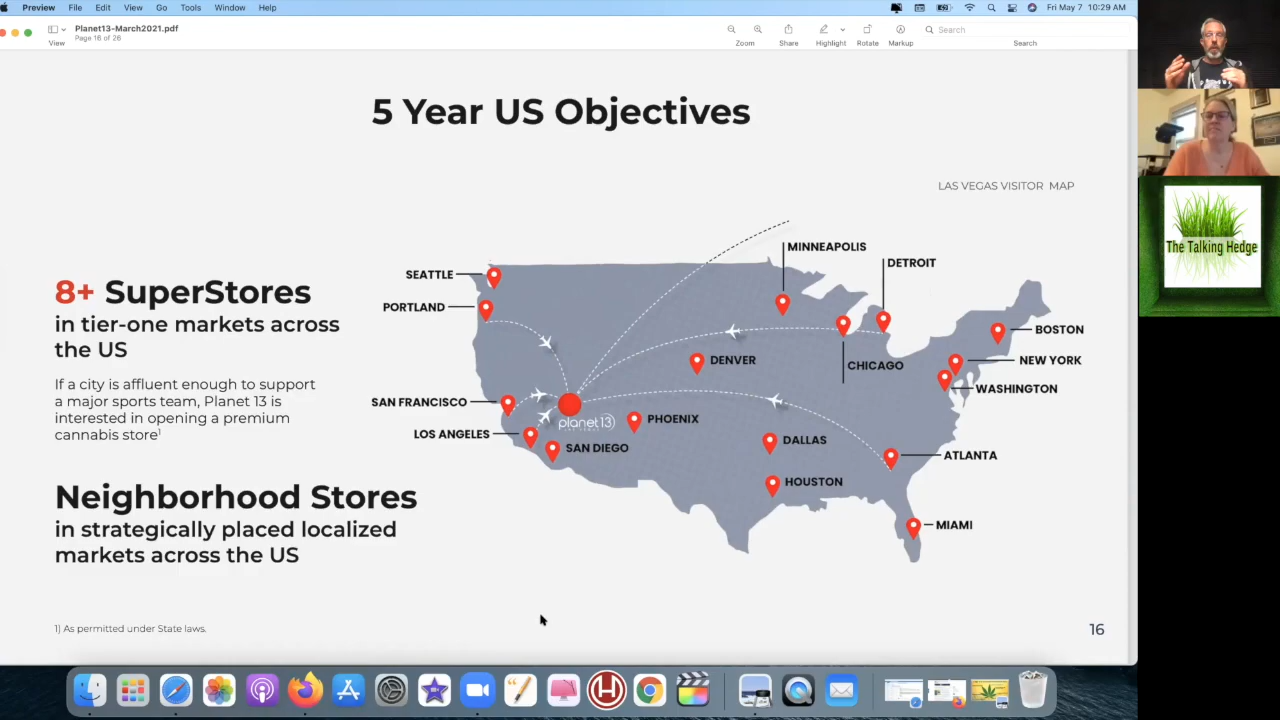 Preview File Edit View Go Tools Window Help
Fri May 7 10:29 AM
Planet13-March2021.pdf
Page 16 of 26
Search
View
Zoom
Share
Highlight
Rotate
Markup
Search
5 Year US Objectives
LAS VEGAS VISITOR MAP
8+ SuperStores
in tier-one markets across
the US
If a city is affluent enough to support
a major sports team, Planet 13 is
interested in opening a premium
cannabis store1
Neighborhood Stores
in strategically placed localized
markets across the US
1) As permitted under State laws.
MINNEAPOLIS
DETROIT
SEATTLE
PORTLAND
BOSTON
DENVER
CHICAGO
NEW YORK
WASHINGTON
SAN FRANCISCO
planet13
PHOENIX
LOS ANGELES
SAN DIEGO
DALLAS
ATLANTA
HOUSTON
MIAMI
16
The Talking Hedge